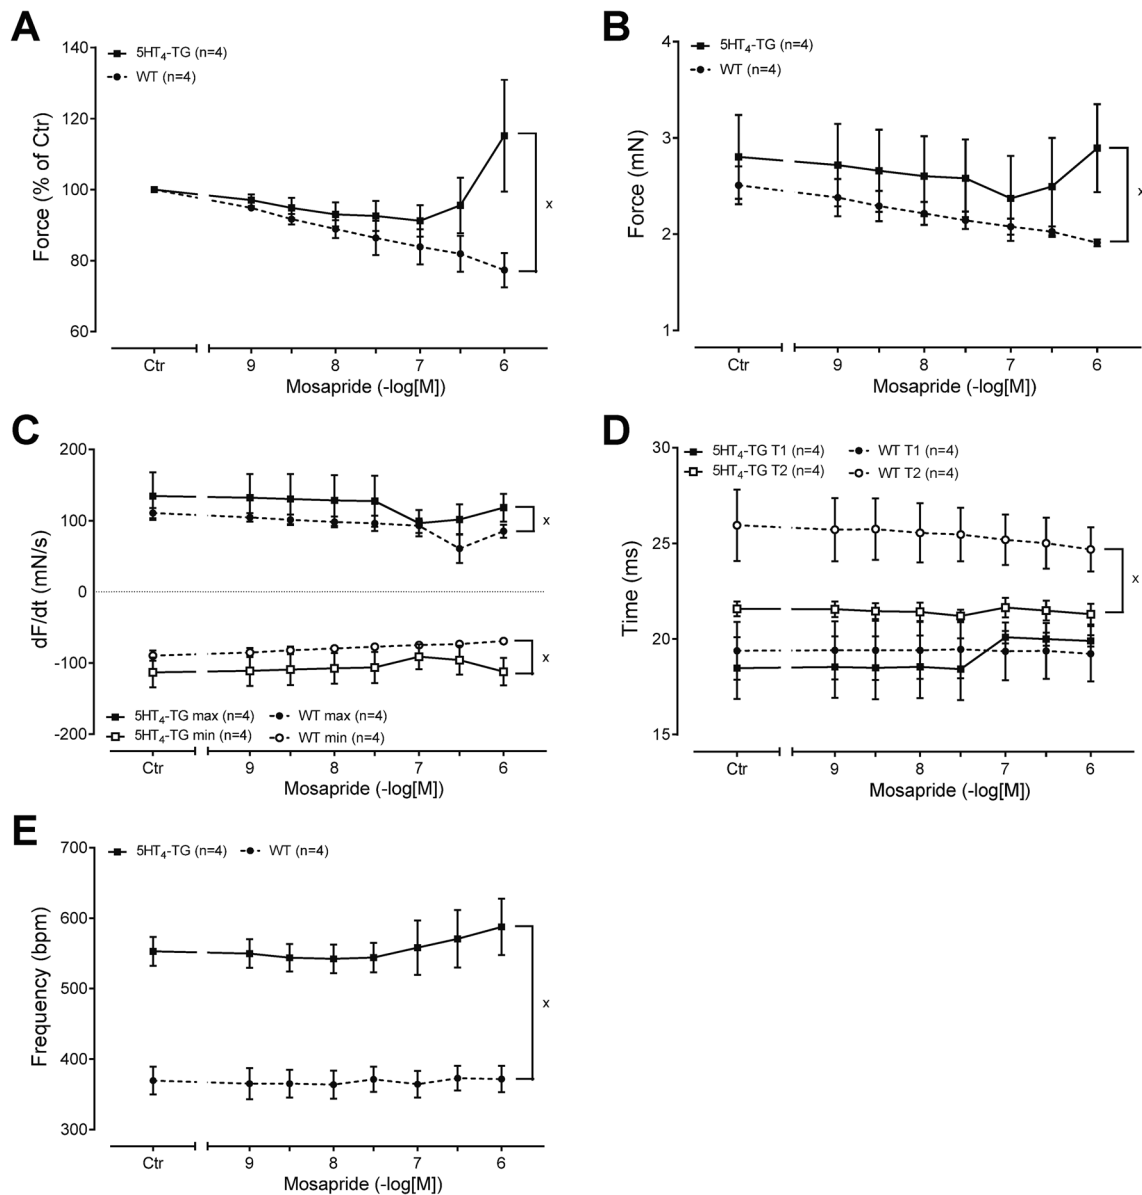 A
140
120
100
80
60
Force (% of Ctr)
5HT4-TG (n=4)
WT (n=4)
x
Ctr
9
8
7
6
Mosapride (-log[M])
B
4
3
2
1
Force (mN)
5HT4-TG (n=4)
WT (n=4)
x
Ctr
9
8
7
6
Mosapride (-log[M])
C
200
100
0
-100
-200
dF/dt (mN/s)
x
x
5HT4-TG max (n=4)
WT max (n=4)
5HT4-TG min (n=4)
WT min (n=4)
Ctr
9
8
7
6
Mosapride (-log[M])
D
30
25
20
15
Time (ms)
5HT4-TG T1 (n=4)
WT T1 (n=4)
5HT4-TG T2 (n=4)
WT T2 (n=4)
x
Ctr
9
8
7
6
Mosapride (-log[M])
E
700
600
500
400
300
Frequency (bpm)
5HT4-TG (n=4)
WT (n=4)
x
Ctr
9
8
7
6
Mosapride (-log[M])